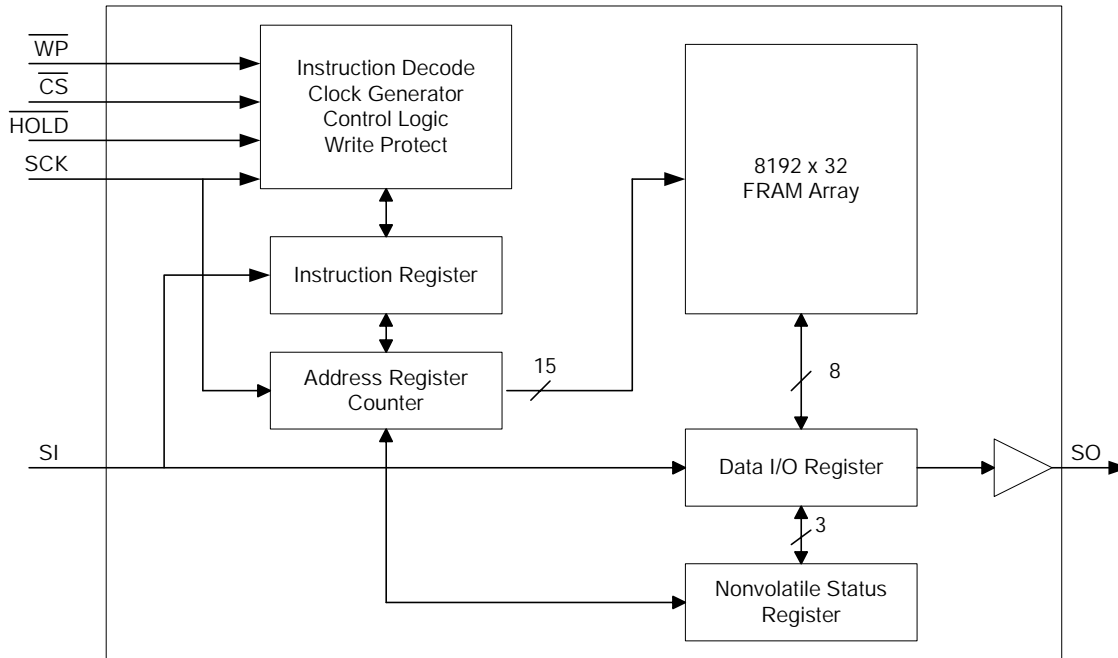 WP
CS
HOLD
SCK
Instruction Decode
Clock Generator
Control Logic
Write Protect
8192 x 32
FRAM Array
Instruction Register
Address Register
Counter
15
8
SI
Data I/O Register
SO
3
Nonvolatile Status
Register